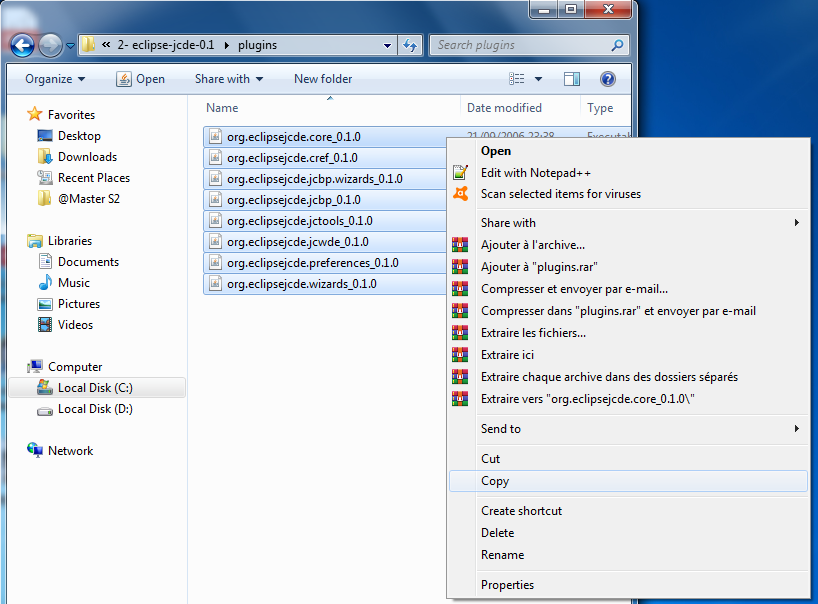 « 2- eclipse-jcde-0.1 ▸ plugins
Search plugins
Organize
Open
Share with
New folder
Name
Date modified
Type
Favorites
Desktop
Downloads
Recent Places
@Master S2
Libraries
Documents
Music
Pictures
Videos
Computer
Local Disk (C:)
Local Disk (D:)
Network
org.eclipsejcde.core_0.1.0
21/09/2006 23:38
Executab
org.eclipsejcde.cref_0.1.0
org.eclipsejcde.jcbp.wizards_0.1.0
org.eclipsejcde.jcbp_0.1.0
org.eclipsejcde.jctools_0.1.0
org.eclipsejcde.jcwde_0.1.0
org.eclipsejcde.preferences_0.1.0
org.eclipsejcde.wizards_0.1.0
Open
Edit with Notepad++
Scan selected items for viruses
Share with
Ajouter à l'archive...
Ajouter à "plugins.rar"
Compresser et envoyer par e-mail...
Compresser dans "plugins.rar" et envoyer par e-mail
Extraire les fichiers...
Extraire ici
Extraire chaque archive dans des dossiers séparés
Extraire vers "org.eclipsejcde.core_0.1.0\"
Send to
Cut
Copy
Create shortcut
Delete
Rename
Properties